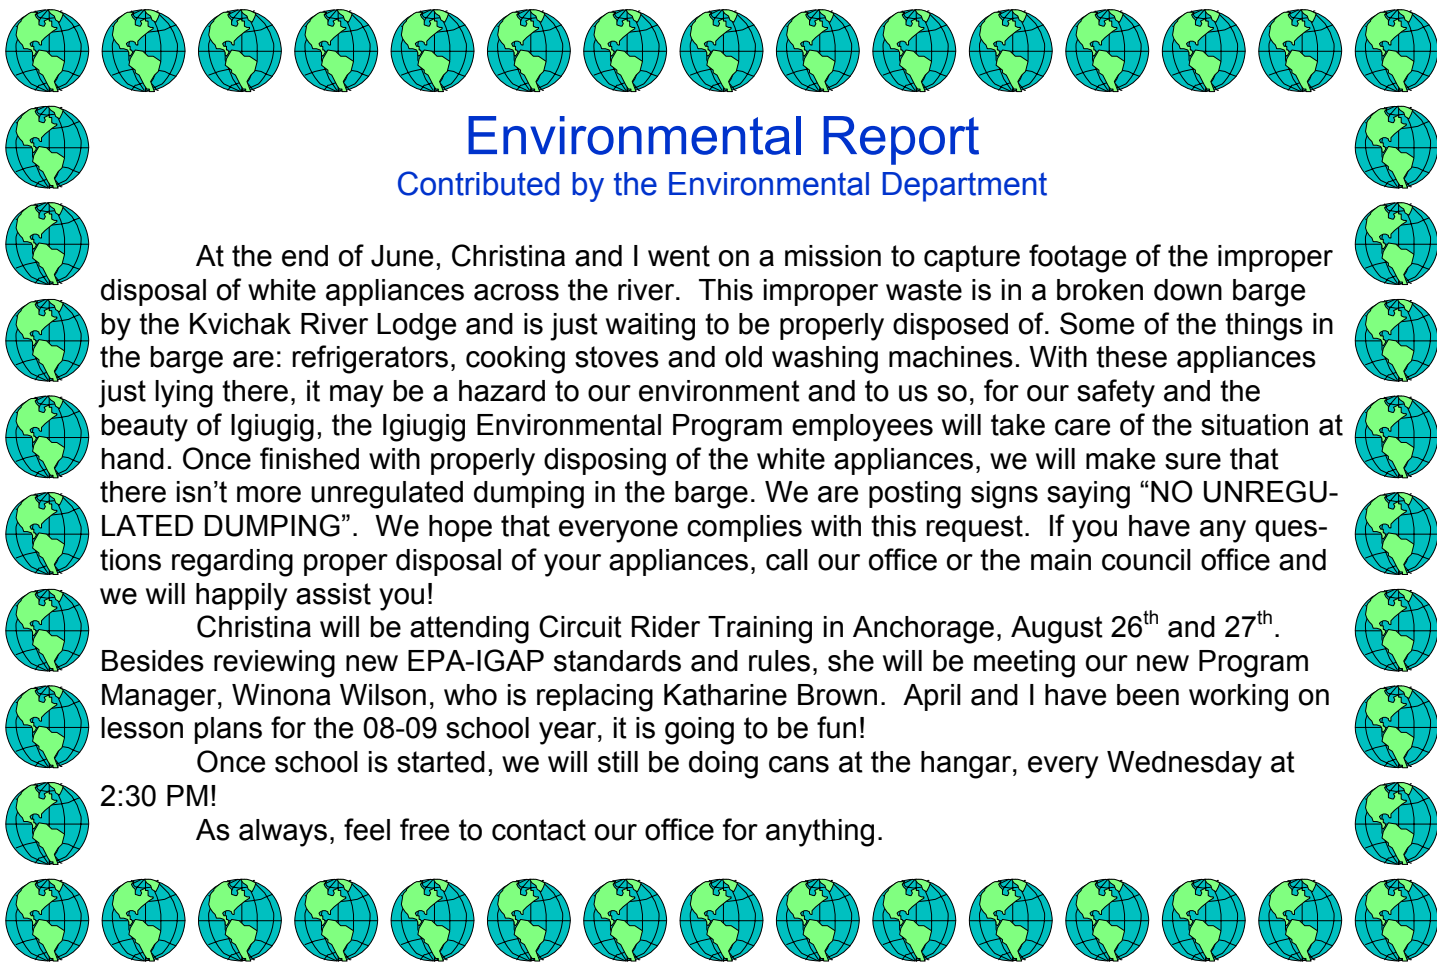 Environmental Report
Contributed by the Environmental Department
At the end of June, Christina and I went on a mission to capture footage of the improper
disposal of white appliances across the river.  This improper waste is in a broken down barge
by the Kvichak River Lodge and is just waiting to be properly disposed of. Some of the things in
the barge are: refrigerators, cooking stoves and old washing machines. With these appliances
just lying there, it may be a hazard to our environment and to us so, for our safety and the
beauty of Igiugig, the Igiugig Environmental Program employees will take care of the situation at
hand. Once finished with properly disposing of the white appliances, we will make sure that
there isn’t more unregulated dumping in the barge. We are posting signs saying “NO UNREGU-
LATED DUMPING”.  We hope that everyone complies with this request.  If you have any ques-
tions regarding proper disposal of your appliances, call our office or the main council office and
we will happily assist you!
Christina will be attending Circuit Rider Training in Anchorage, August 26th and 27th.
Besides reviewing new EPA-IGAP standards and rules, she will be meeting our new Program
Manager, Winona Wilson, who is replacing Katharine Brown.  April and I have been working on
lesson plans for the 08-09 school year, it is going to be fun!
Once school is started, we will still be doing cans at the hangar, every Wednesday at
2:30 PM!
As always, feel free to contact our office for anything.